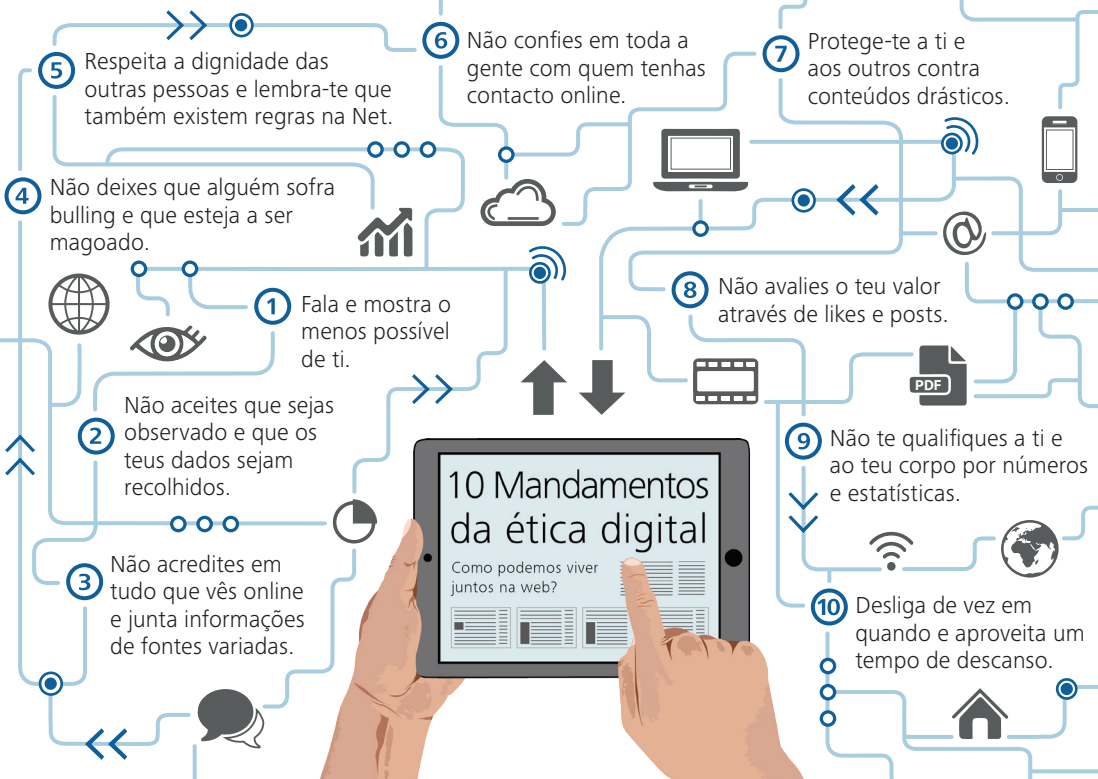 10 Mandamentos
da ética digital
Como podemos viver
juntos na web?
1
Fala e mostra o
menos possível
de ti.
2
Não aceites que sejas
observado e que os
teus dados sejam
recolhidos.
3
Não acredites em
tudo que vês online
e junta informações
de fontes variadas.
4
Não deixes que alguém sofra
bulling e que esteja a ser
magoado.
5
Respeita a dignidade das
outras pessoas e lembra-te que
também existem regras na Net.
6
Não confies em toda a
gente com quem tenhas
contacto online.
7
Protege-te a ti e
aos outros contra
conteúdos drásticos.
8
Não avalies o teu valor
através de likes e posts.
9
Não te qualifiques a ti e
ao teu corpo por números
e estatísticas.
10
Desliga de vez em
quando e aproveita um
tempo de descanso.
@
PDF